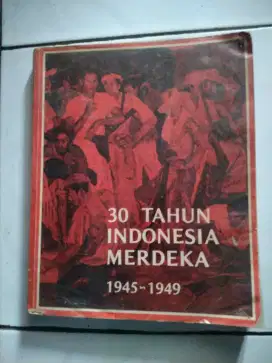 30 TAHUN
INDONESIA
MERDEKA
1945-1949